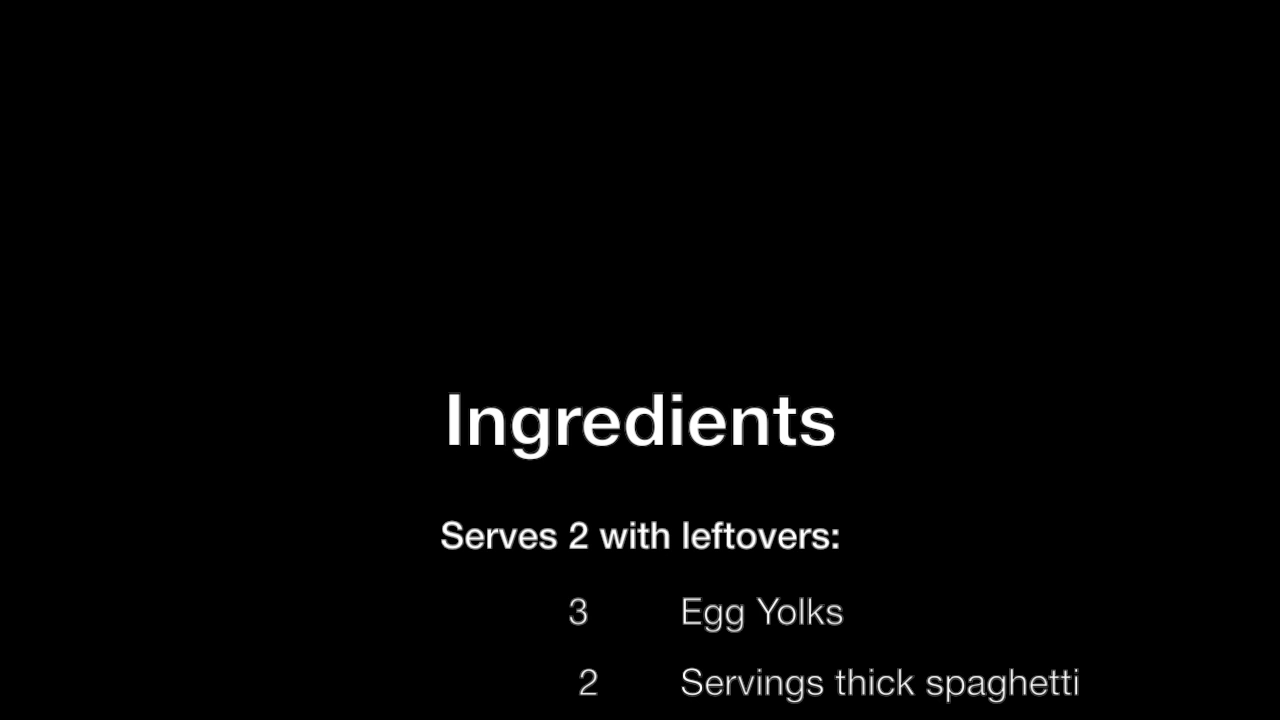 Ingredients
Serves 2 with leftovers:
3 Egg Yolks
2 Servings thick spaghetti